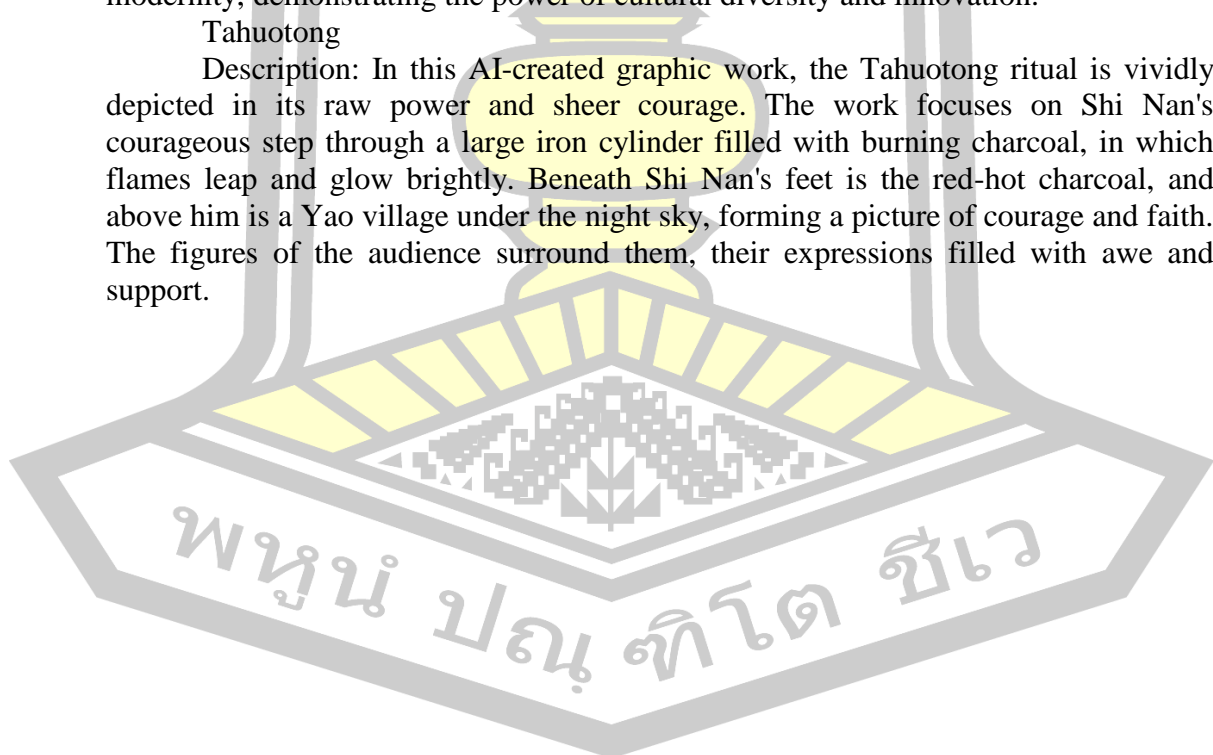 modernity, demonstrating the power of cultural diversity and innovation.
Tahuotong
Description: In this AI-created graphic work, the Tahuotong ritual is vividly
depicted in its raw power and sheer courage. The work focuses on Shi Nan's
courageous step through a large iron cylinder filled with burning charcoal, in which
flames leap and glow brightly. Beneath Shi Nan's feet is the red-hot charcoal, and
above him is a Yao village under the night sky, forming a picture of courage and faith.
The figures of the audience surround them, their expressions filled with awe and
support.
พหูนํ ปณฺฑิโต ชีเว